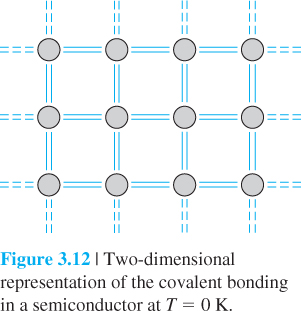 Figure 3.12 | Two-dimensional
representation of the covalent bonding
in a semiconductor at T = 0 K.